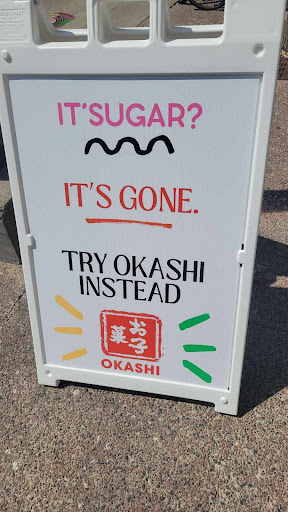 IT'SUGAR?
IT'S GONE.
TRY OKASHI
INSTEAD
お菓子
OKASHI